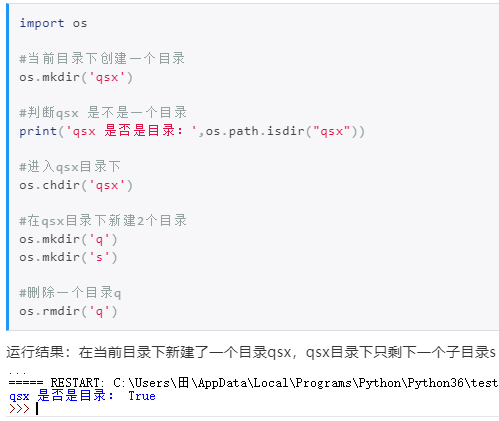 import os
#当前目录下创建一个目录
os.mkdir('qsx')
#判断qsx 是不是一个目录
print('qsx 是否是目录：',os.path.isdir("qsx"))
#进入qsx目录下
os.chdir('qsx')
#在qsx目录下新建2个目录
os.mkdir('q')
os.mkdir('s')
#删除一个目录q
os.rmdir('q')
运行结果：在当前目录下新建了一个目录qsx，qsx目录下只剩下一个子目录s
...
===== RESTART: C:\Users\田\AppData\Local\Programs\Python\Python36\test
qsx 是否是目录： True
>>>